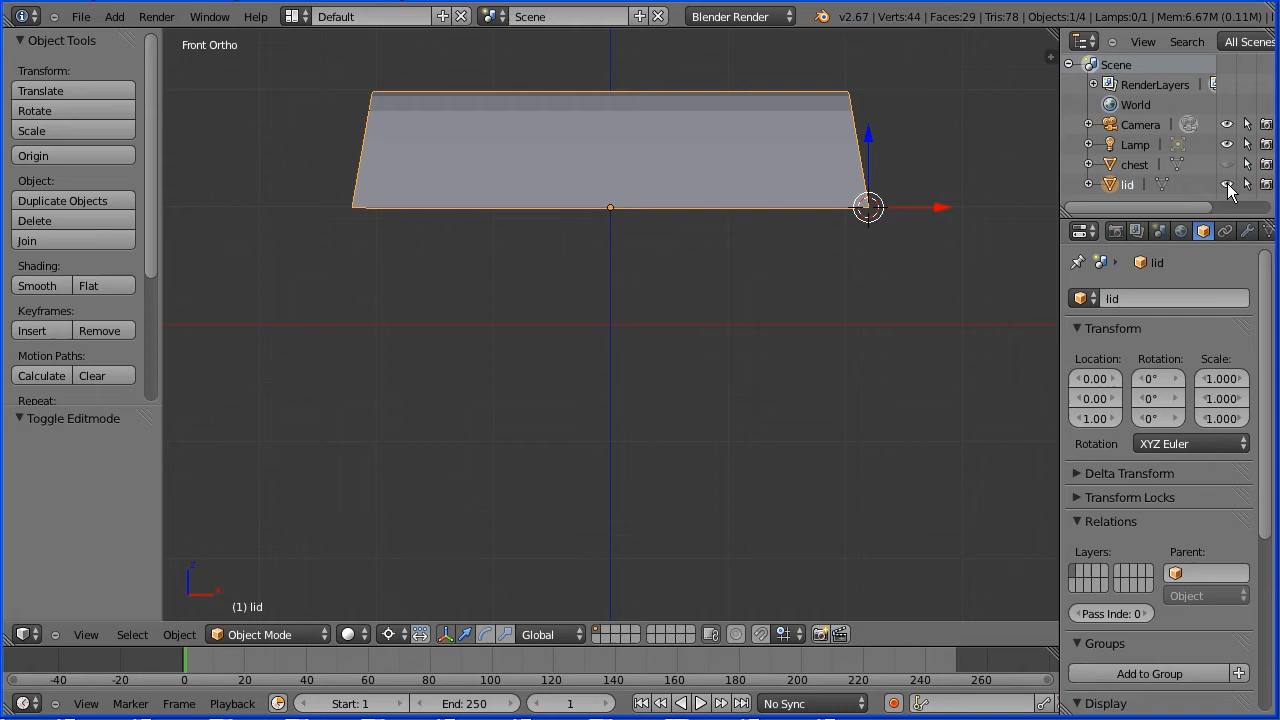 File Add Render Window Help Default Scene Blender Render v2.67 | Verts:44 | Faces:29 | Tris:78 | Objects:1/4 | Lamps:0/1 | Mem:6.67M (0.11M) |
Object Tools
Transform:
Translate
Rotate
Scale
Origin
Object:
Duplicate Objects
Delete
Join
Shading:
Smooth Flat
Keyframes:
Insert Remove
Motion Paths:
Calculate Clear
Repeat:
Toggle Editmode
Front Ortho
z
x
(1) lid
View Search All Scenes
Scene
RenderLayers |
World
Camera |
Lamp |
chest |
lid |
lid
lid
Transform
Location: Rotation: Scale:
0.00 0° 1.000
0.00 0° 1.000
1.00 0° 1.000
Rotation XYZ Euler
Delta Transform
Transform Locks
Relations
Layers: Parent:
Object
Pass Inde: 0
Groups
Add to Group
Display
View Select Object Object Mode Global
-40 -20 0 20 40 60 80 100 120 140 160 180 200 220 240 260
View Marker Frame Playback Start: 1 End: 250 1 No Sync